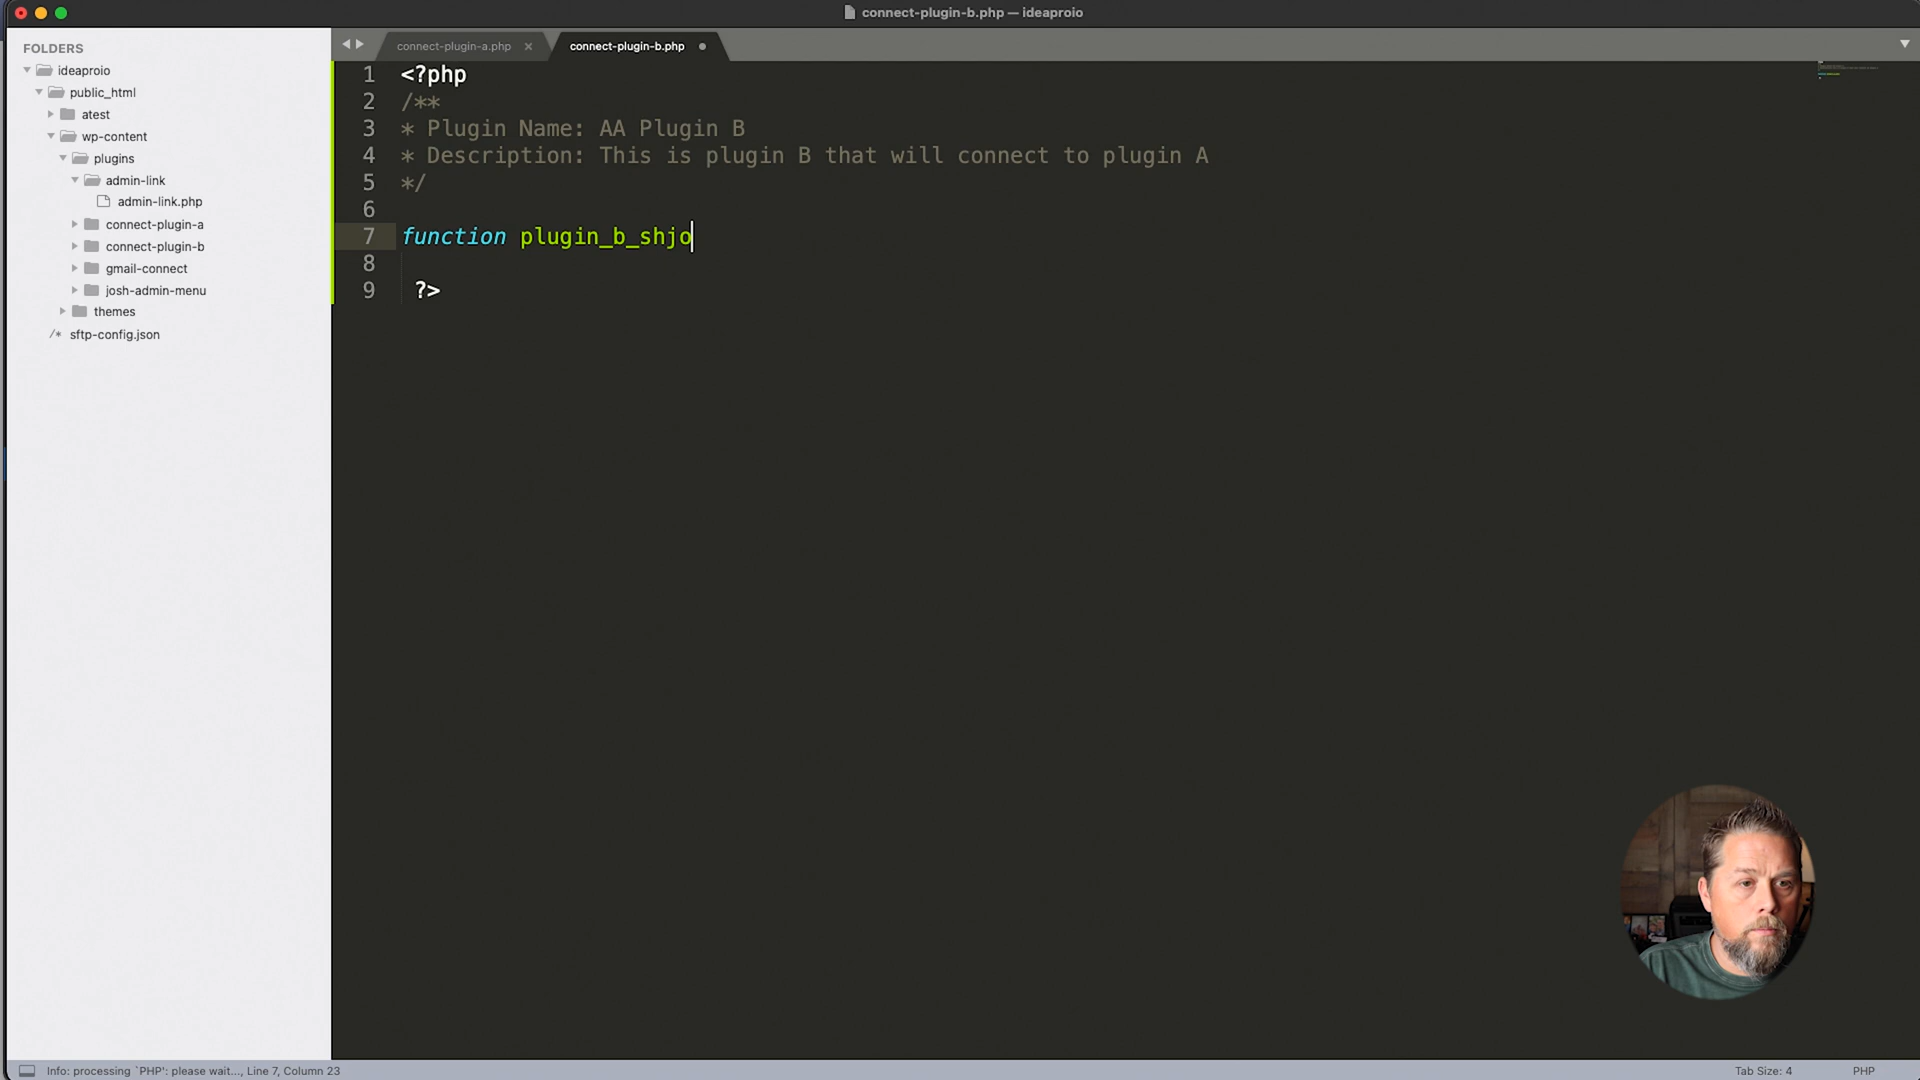 connect-plugin-b.php — ideaproio
FOLDERS
ideaproio
public_html
atest
wp-content
plugins
admin-link
admin-link.php
connect-plugin-a
connect-plugin-b
gmail-connect
josh-admin-menu
themes
/* sftp-config.json
connect-plugin-a.php ×
connect-plugin-b.php
1 <?php
2 /**
3 * Plugin Name: AA Plugin B
4 * Description: This is plugin B that will connect to plugin A
5 */
6
7 function plugin_b_shjo
8
9 ?>
Info: processing `PHP': please wait..., Line 7, Column 23
Tab Size: 4
PHP